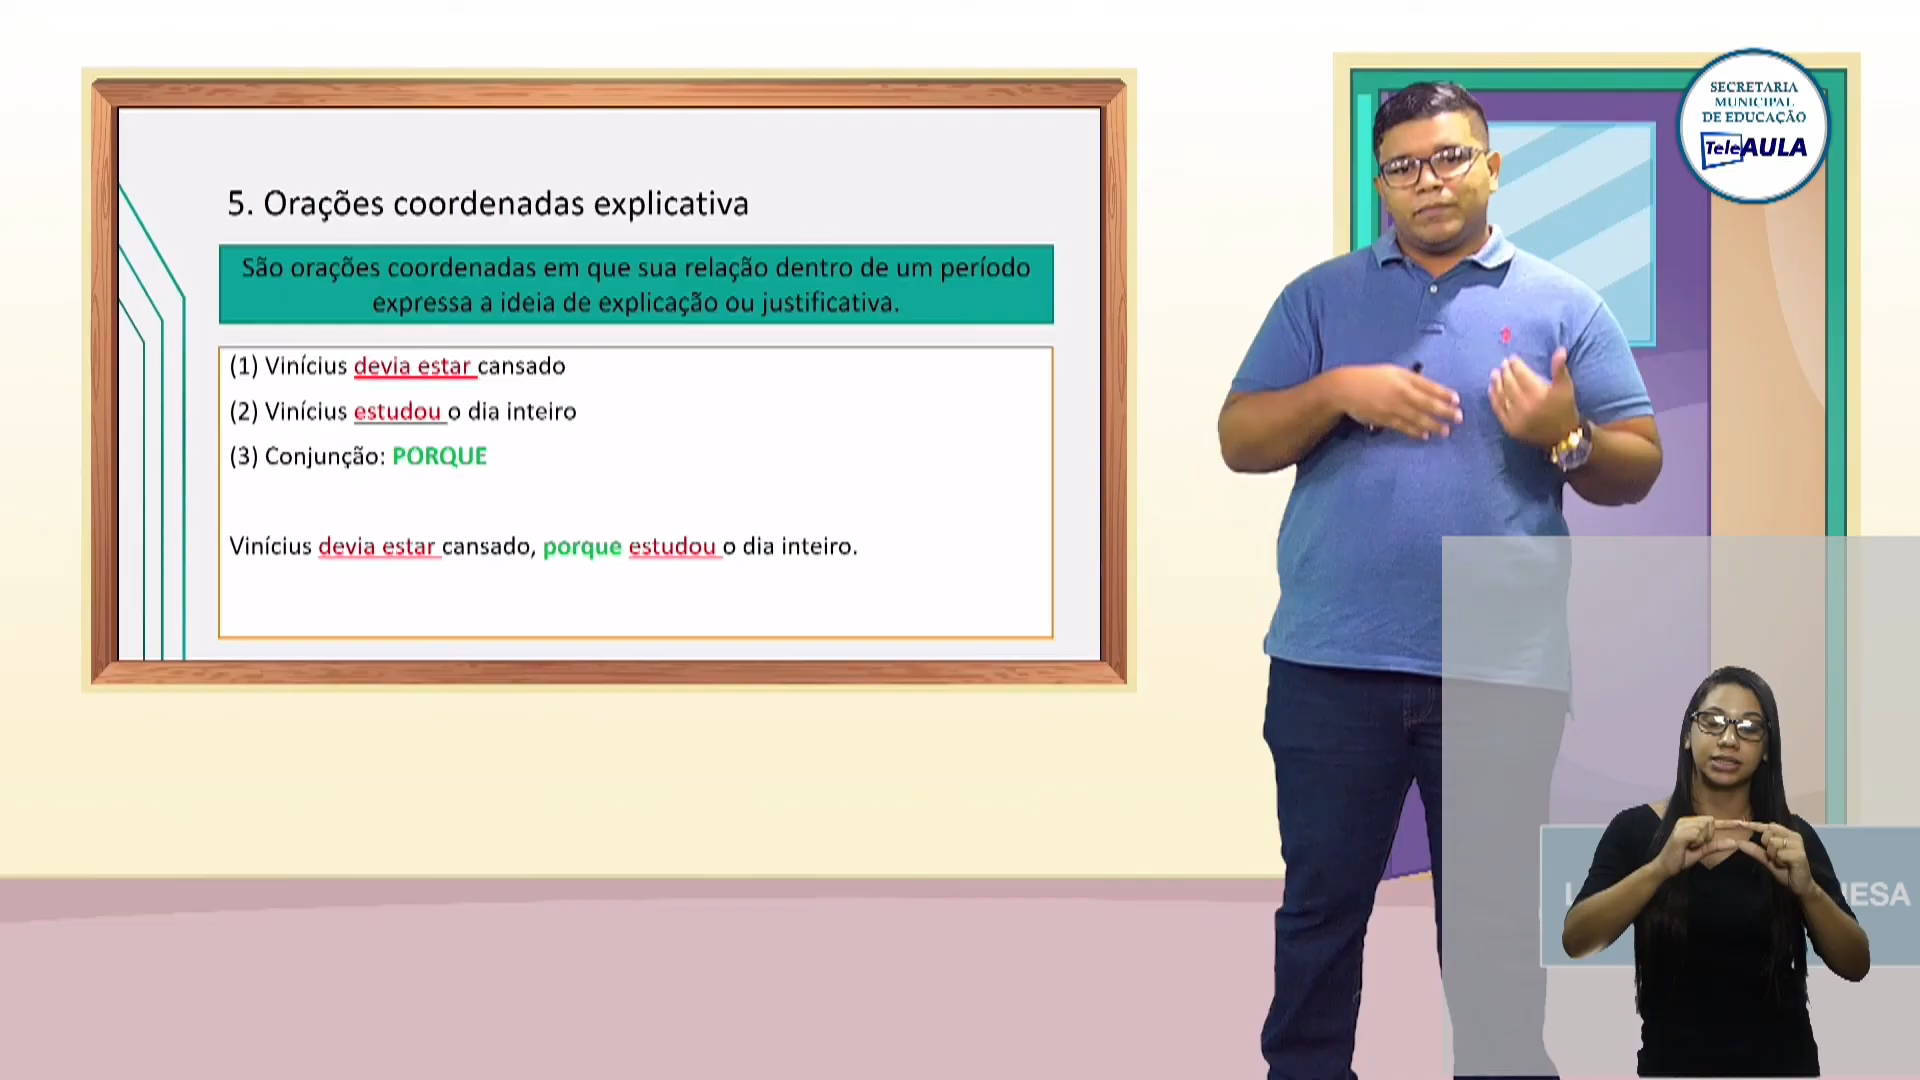 5. Orações coordenadas explicativa
São orações coordenadas em que sua relação dentro de um período
expressa a ideia de explicação ou justificativa.
(1) Vinícius devia estar cansado
(2) Vinícius estudou o dia inteiro
(3) Conjunção: PORQUE
Vinícius devia estar cansado, porque estudou o dia inteiro.
SECRETARIA
MUNICIPAL
DE EDUCAÇÃO
TeleAULA